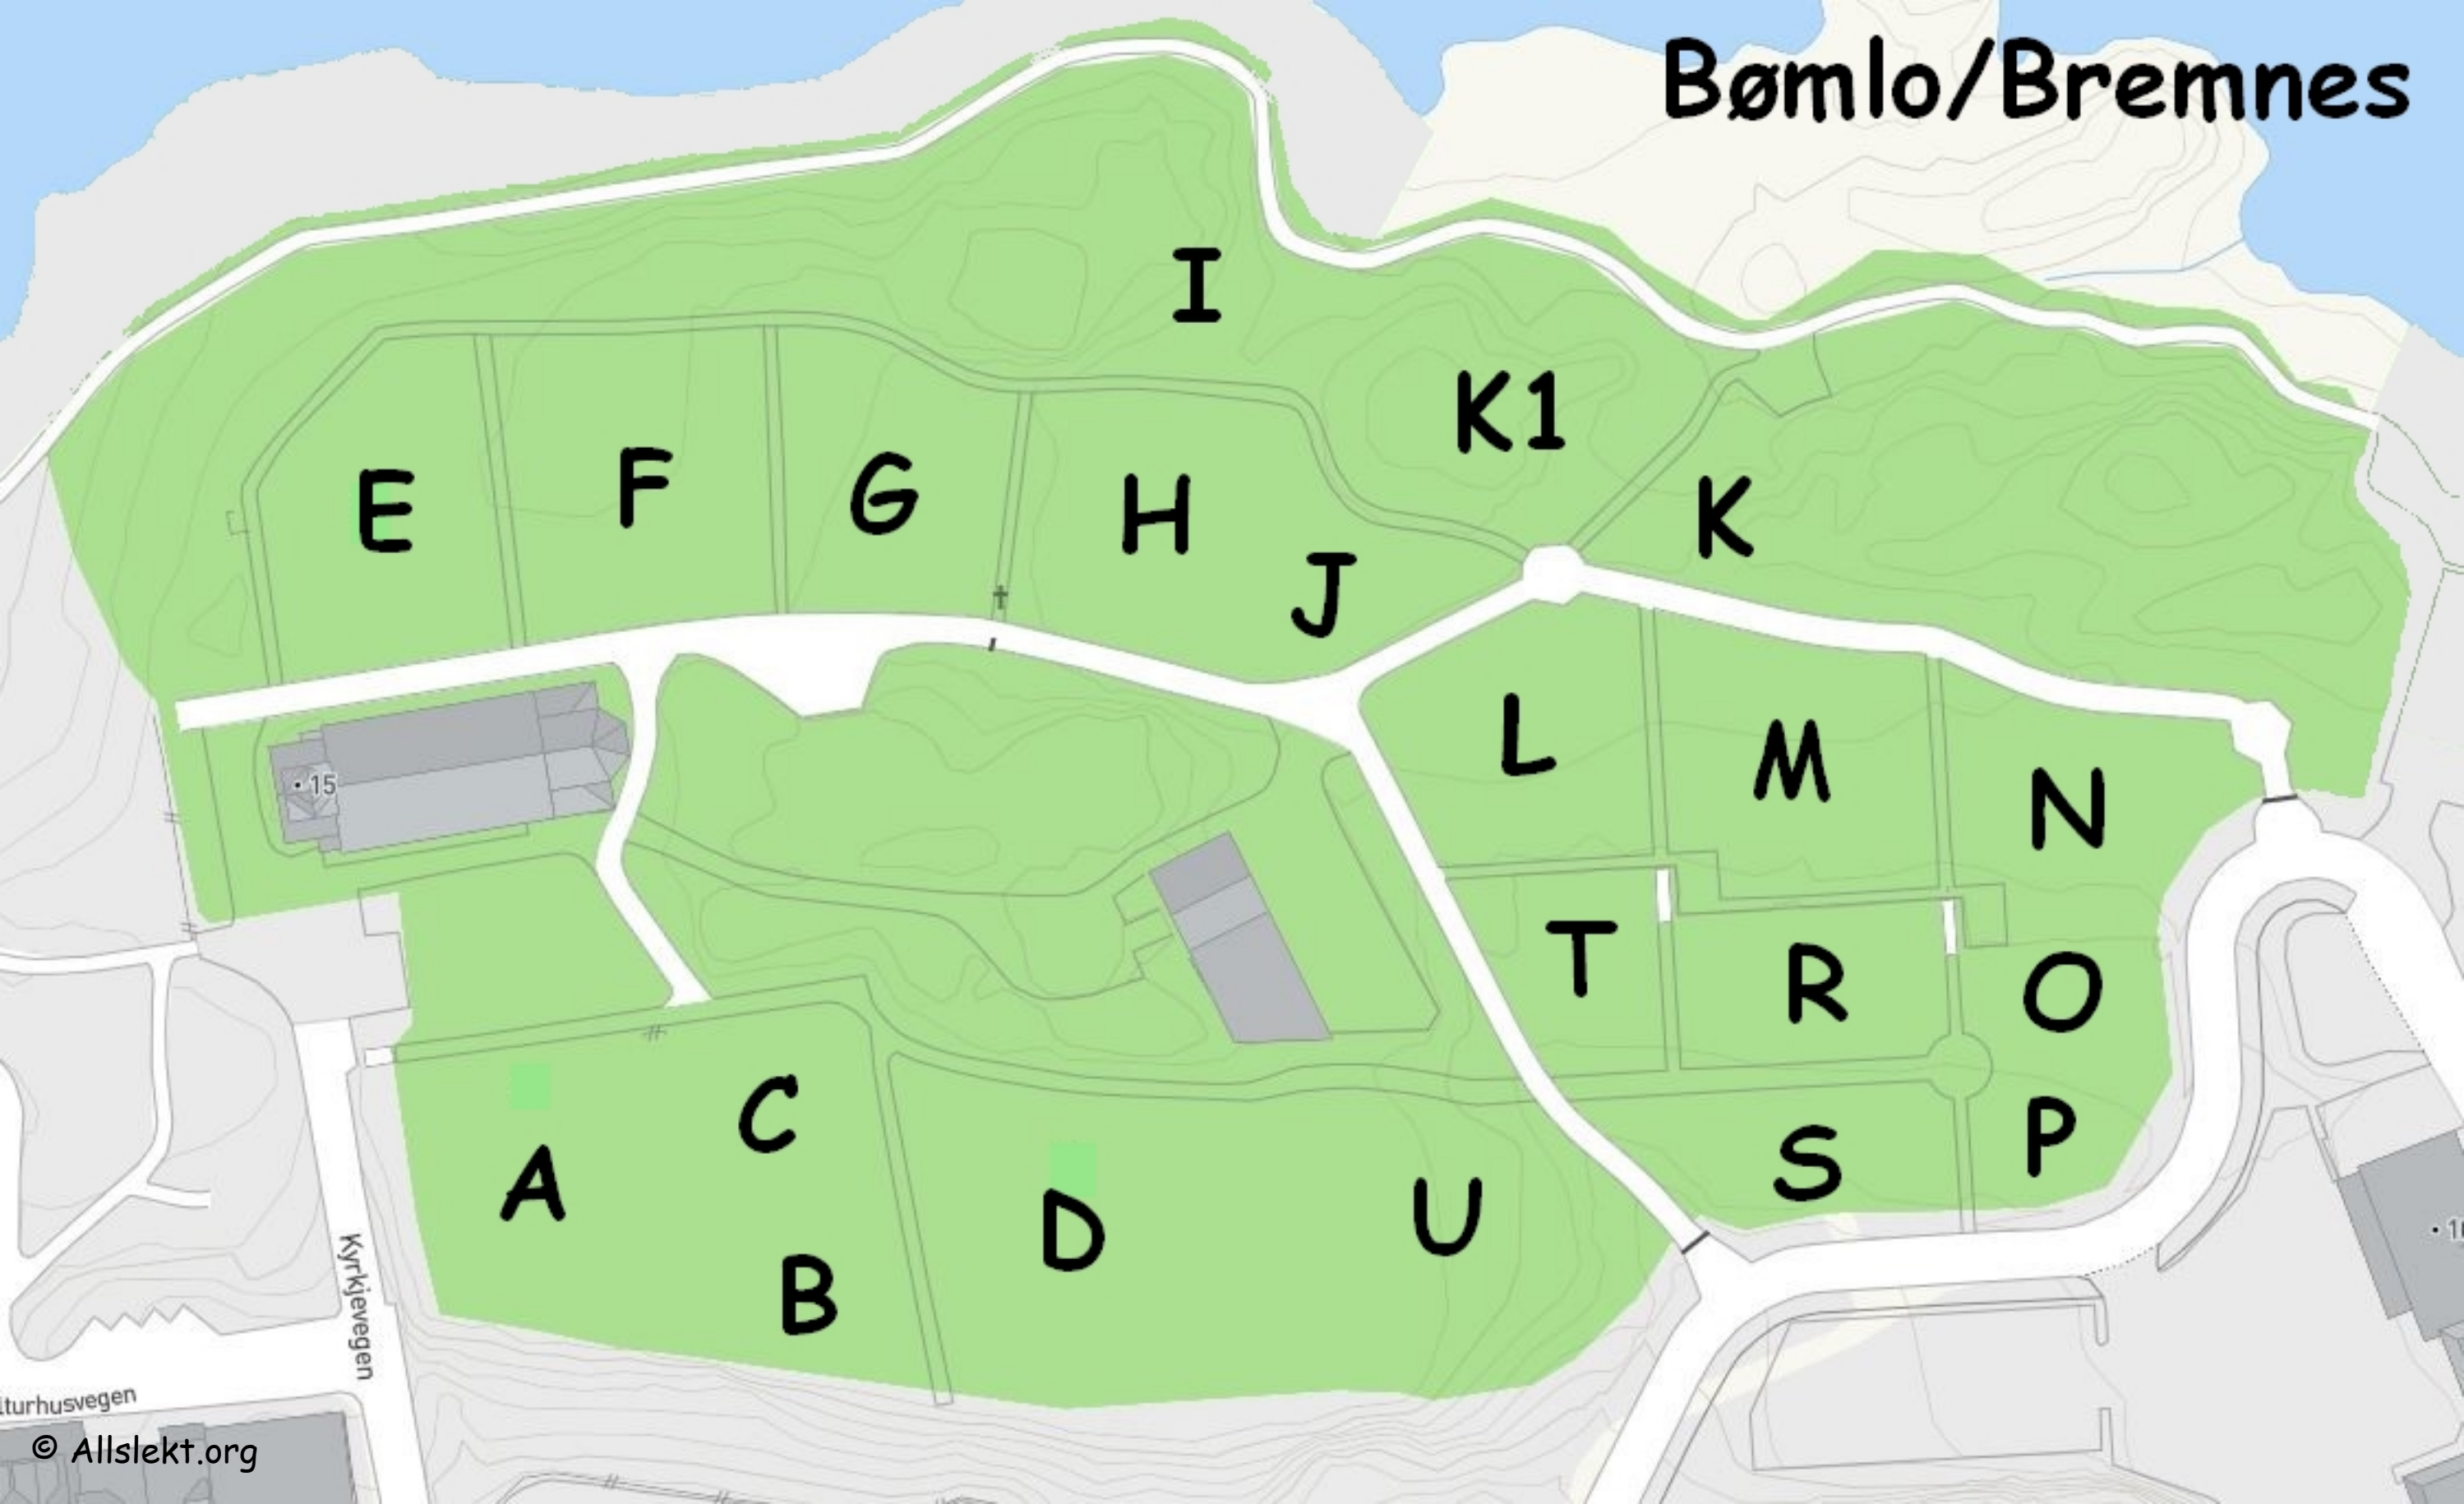 Bømlo/Bremnes
I
K1
E
F
G
H
K
J
L
M
N
15
T
R
O
C
A
D
U
S
P
B
Kyrkjevegen
lturhusvegen
© Allslekt.org